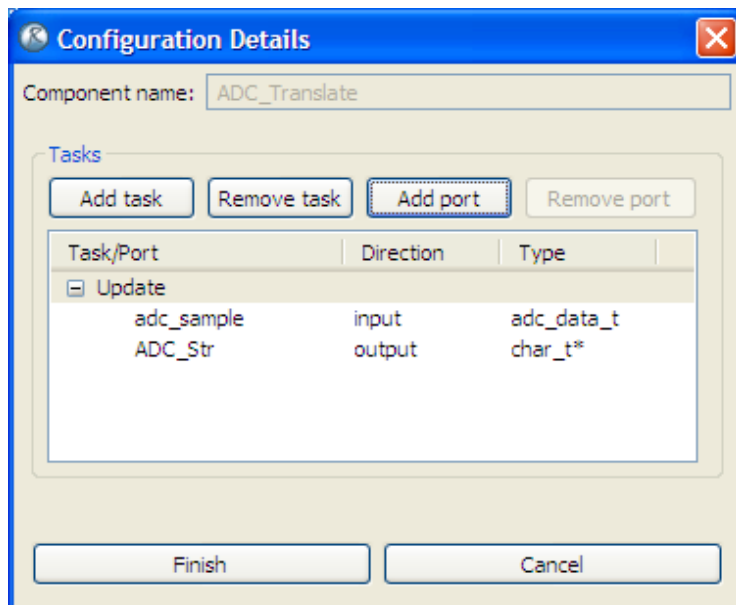 Configuration Details
Component name: ADC_Translate
Tasks
Add task Remove task Add port Remove port
Task/Port Direction Type
Update
adc_sample input adc_data_t
ADC_Str output char_t*
Finish Cancel